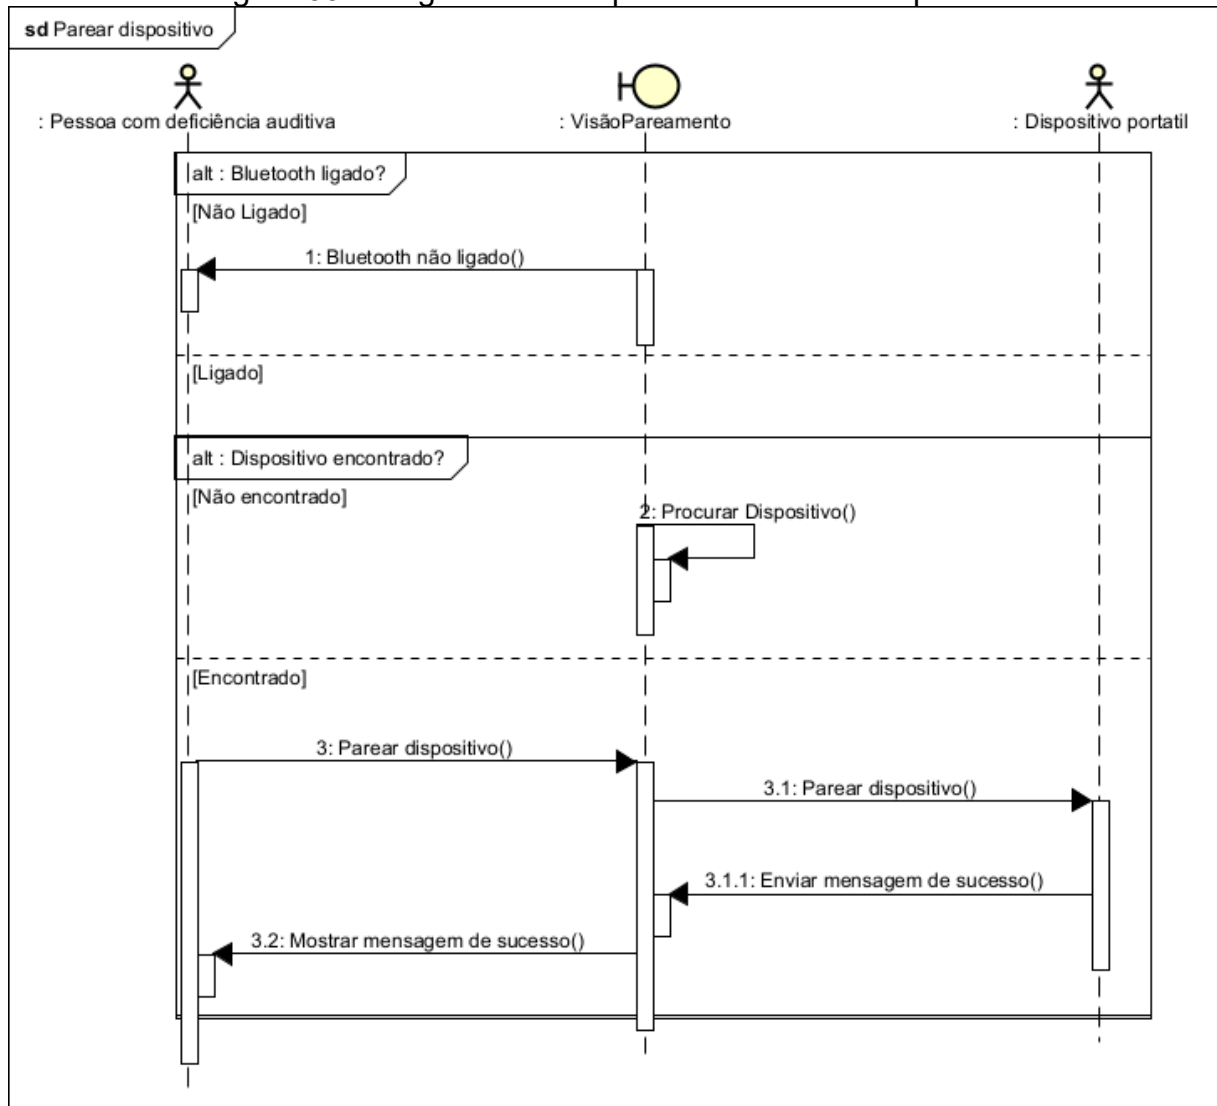 sd Parear dispositivo
: Pessoa com deficiência auditiva
: VisãoPareamento
: Dispositivo portatil
alt : Bluetooth ligado?
[Não Ligado]
1: Bluetooth não ligado()
[Ligado]
alt : Dispositivo encontrado?
[Não encontrado]
2: Procurar Dispositivo()
[Encontrado]
3: Parear dispositivo()
3.1: Parear dispositivo()
3.1.1: Enviar mensagem de sucesso()
3.2: Mostrar mensagem de sucesso()